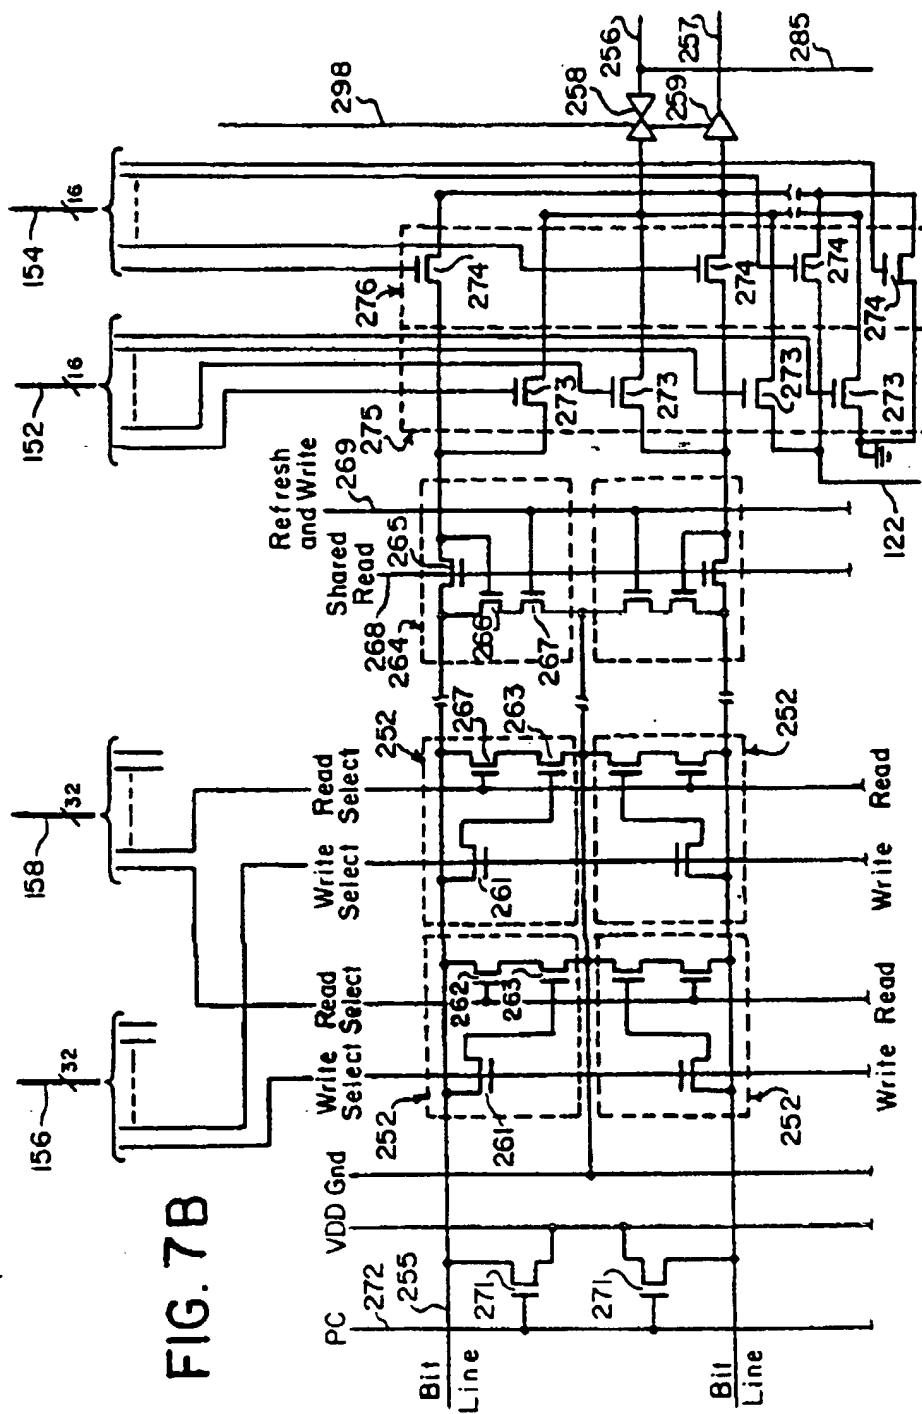 FIG. 7B
156
32
158
32
152
16
154
16
298
PC
272
255
VDD
Gnd
Write
Select
Read
Select
Write
Select
Read
Select
Shared
Read
Refresh
and Write
269
268
264
265
275
276
252
261
262
263
252
261
267
263
266
267
271
271
273
273
273
273
274
274
274
274
256
258
257
259
285
252
252
122
Bit
Line
Bit
Line
Write
Read
Write
Read